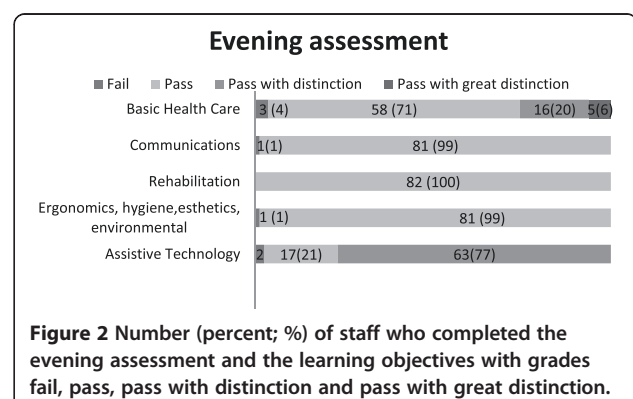 Evening assessment
Fail Pass Pass with distinction Pass with great distinction
Basic Health Care 3 (4) 58 (71) 16(20) 5(6)
Communications 1(1) 81 (99)
Rehabilitation 82 (100)
Ergonomics, hygiene,esthetics,
environmental 1 (1) 81 (99)
Assistive Technology 2 17(21) 63(77)
Figure 2 Number (percent; %) of staff who completed the
evening assessment and the learning objectives with grades
fail, pass, pass with distinction and pass with great distinction.